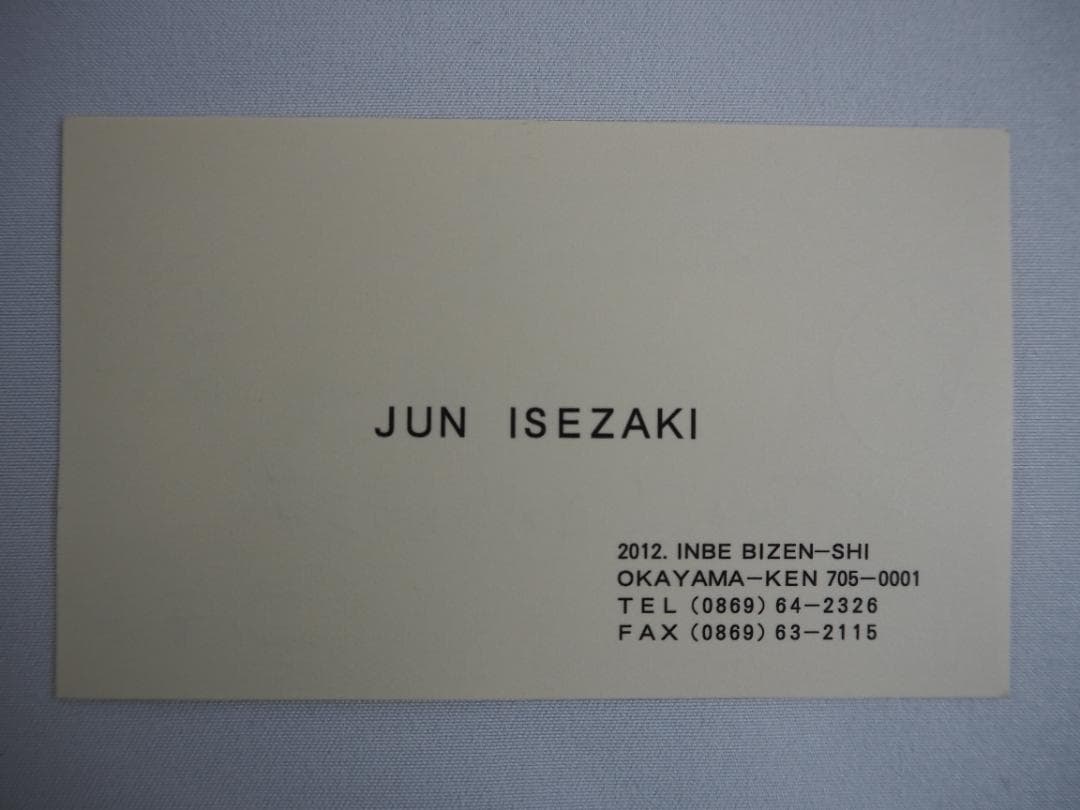 JUN ISEZAKI
2012. INBE BIZEN-SHI
OKAYAMA-KEN 705-0001
TEL (0869) 64-2326
FAX (0869) 63-2115